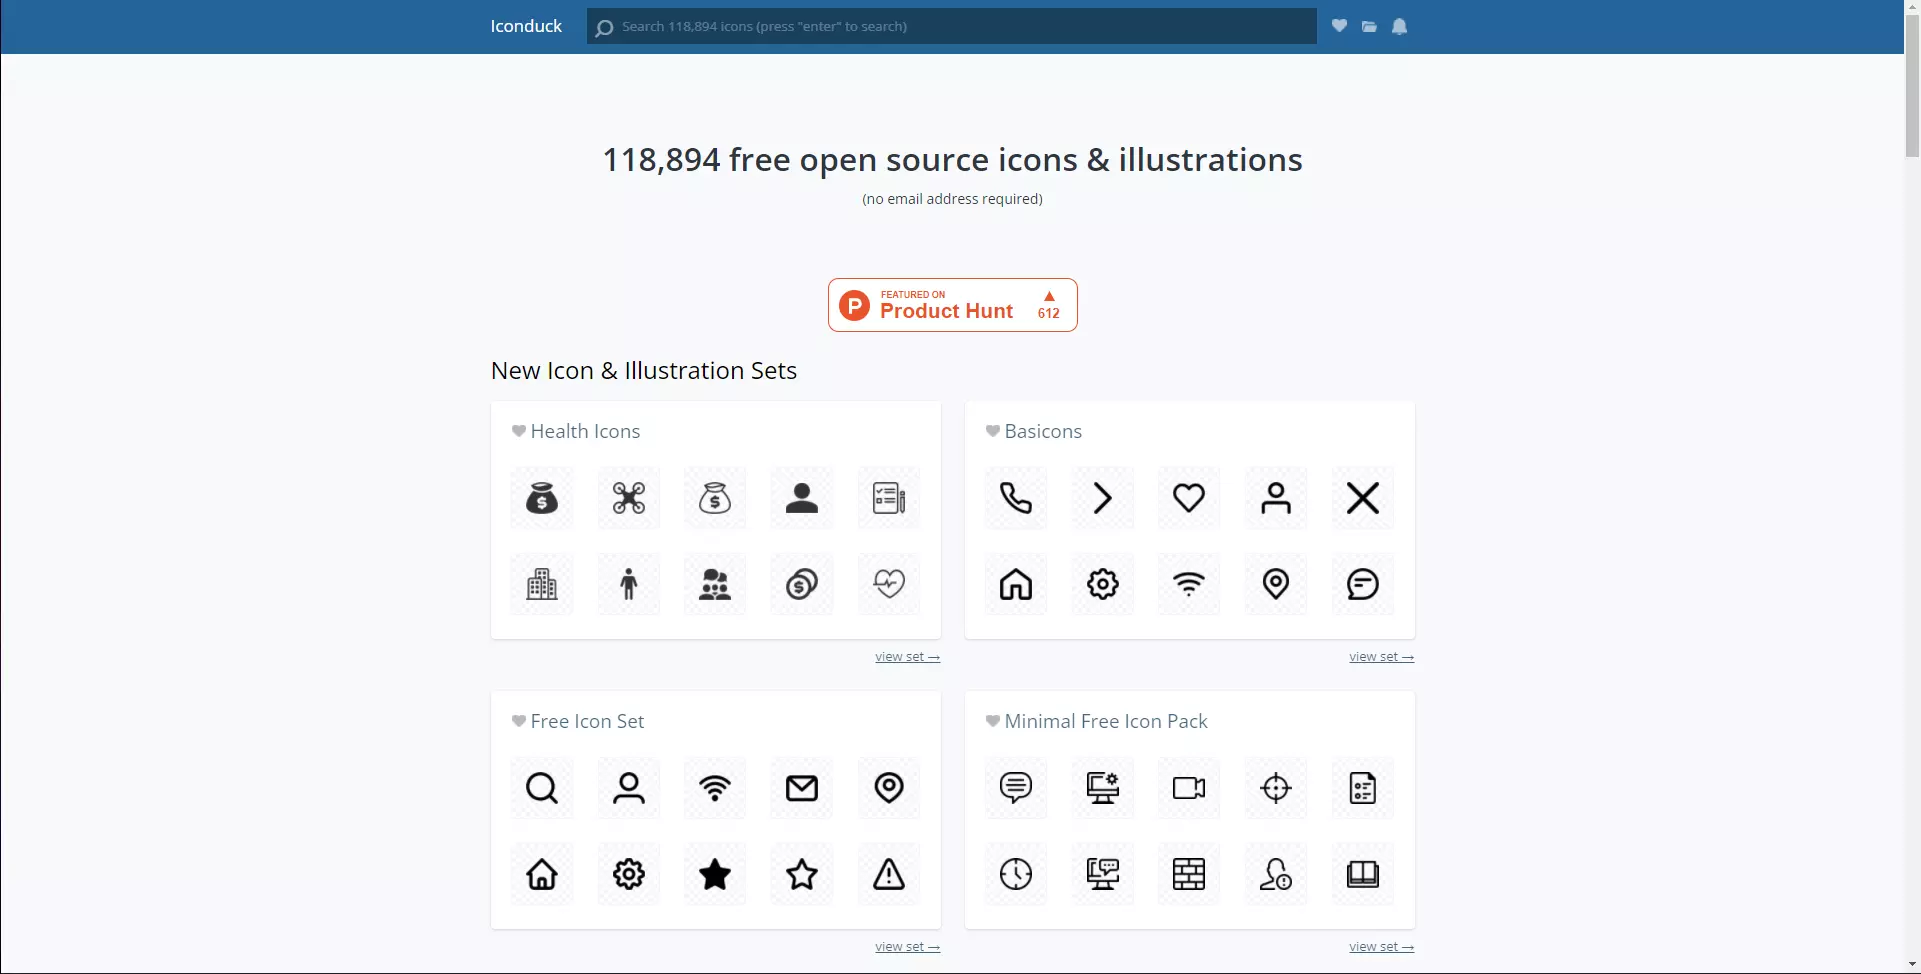 Iconduck
Search 118,894 icons (press "enter" to search)
118,894 free open source icons & illustrations
(no email address required)
P
FEATURED ON
Product Hunt
612
New Icon & Illustration Sets
Health Icons
Basicons
view set →
view set →
Free Icon Set
Minimal Free Icon Pack
view set →
view set →